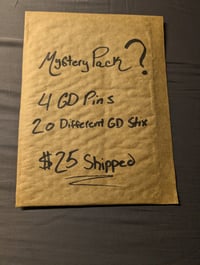 Mystery Pack ?
4 GD Pins
20 Different GD Stix
$25 Shipped